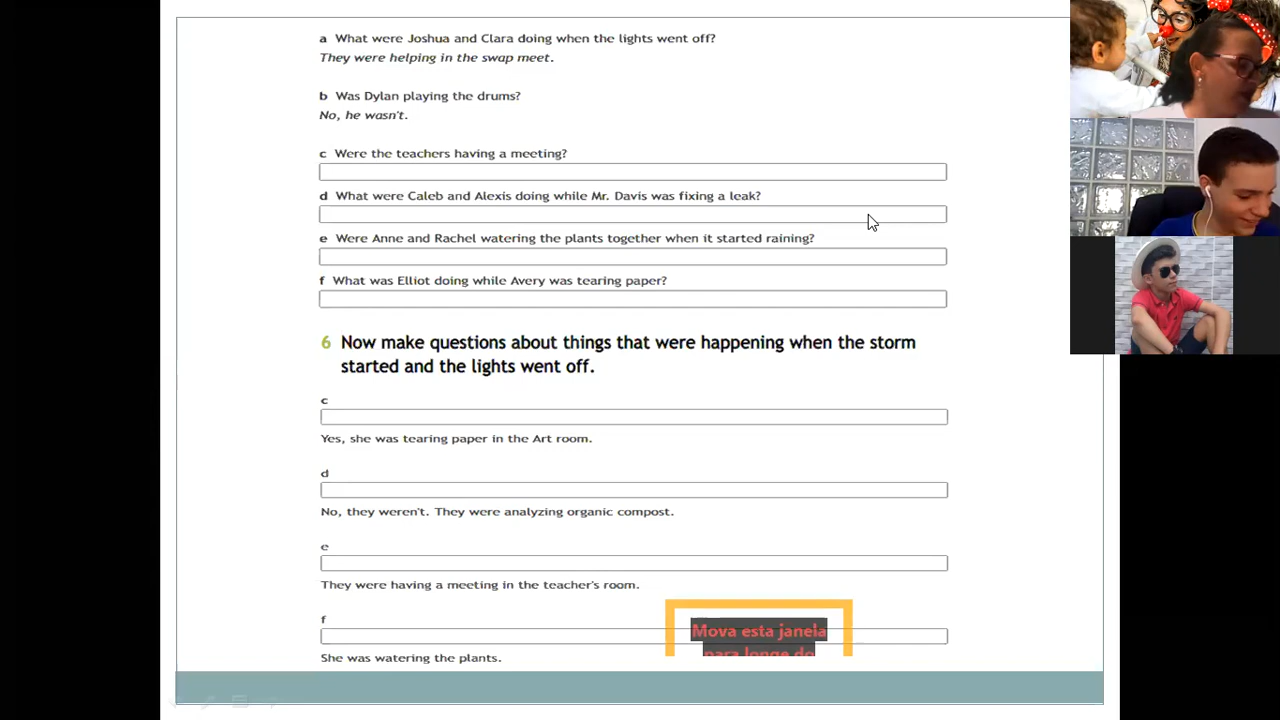 a What were Joshua and Clara doing when the lights went off?
They were helping in the swap meet.
b Was Dylan playing the drums?
No, he wasn't.
c Were the teachers having a meeting?
d What were Caleb and Alexis doing while Mr. Davis was fixing a leak?
e Were Anne and Rachel watering the plants together when it started raining?
f What was Elliot doing while Avery was tearing paper?
6 Now make questions about things that were happening when the storm
started and the lights went off.
c
Yes, she was tearing paper in the Art room.
d
No, they weren't. They were analyzing organic compost.
e
They were having a meeting in the teacher's room.
f
She was watering the plants.
Mova esta janela
para longe do